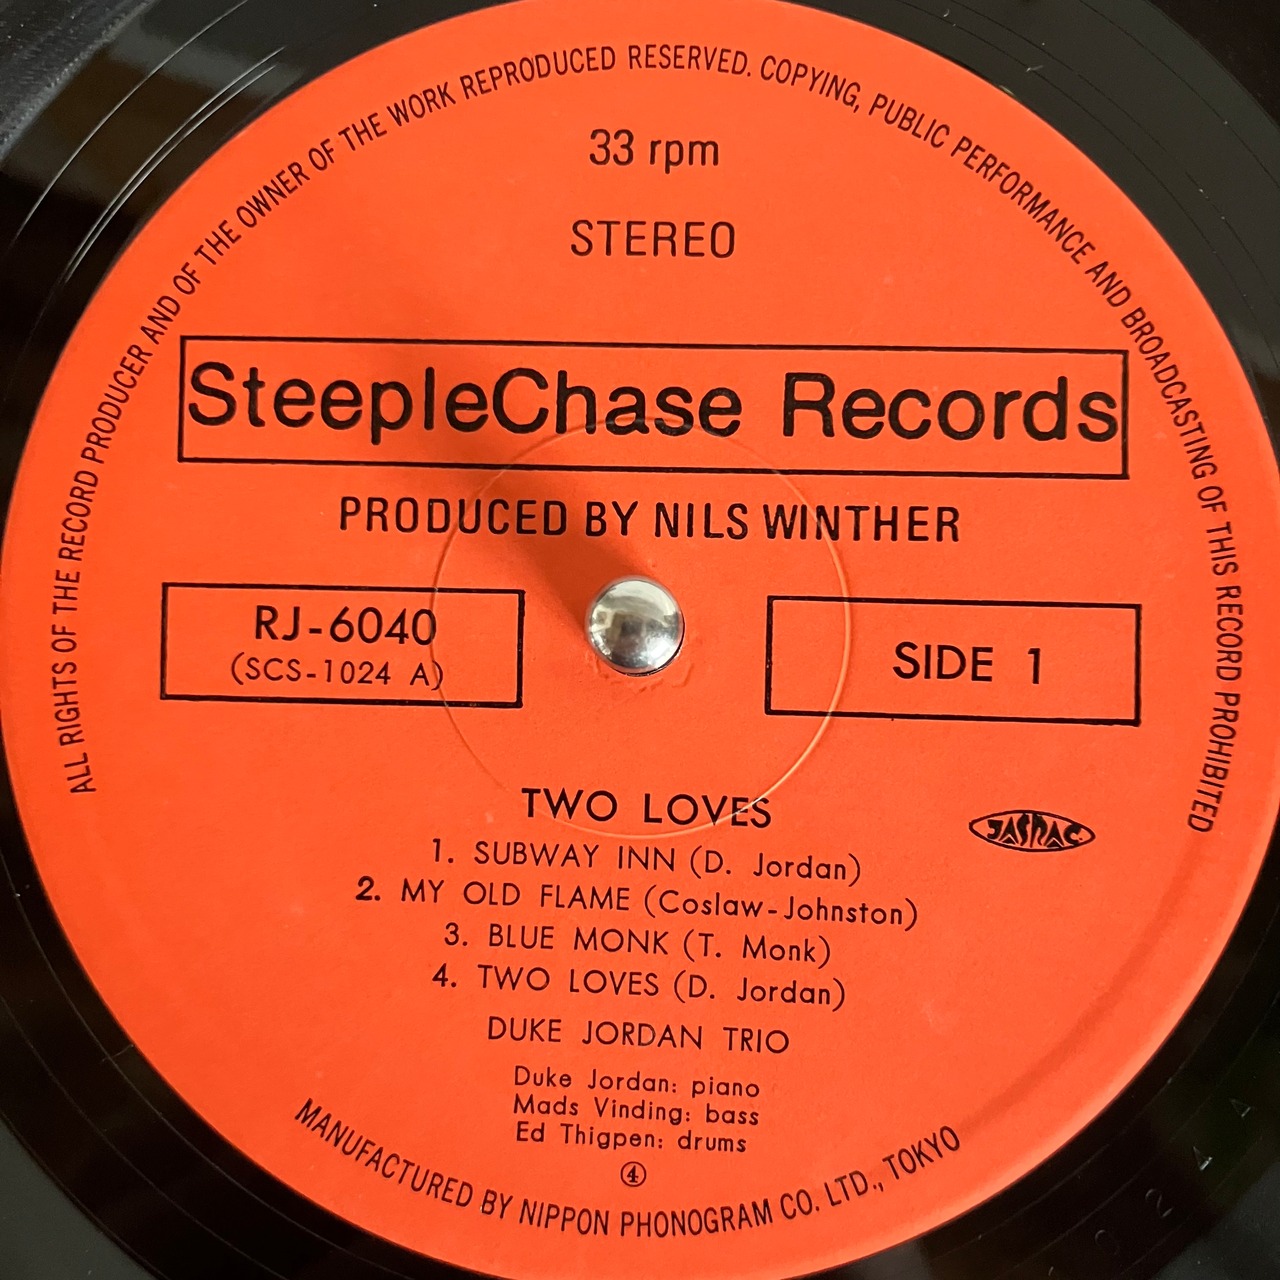 ALL RIGHTS OF THE RECORD PRODUCER AND OF THE OWNER OF THE WORK REPRODUCED RESERVED. COPYING, PUBLIC PERFORMANCE AND BROADCASTING OF THIS RECORD PROHIBITED
33 rpm
STEREO
SteepleChase Records
PRODUCED BY NILS WINTHER
RJ-6040
(SCS-1024 A)
SIDE 1
TWO LOVES
JASRAC
1. SUBWAY INN (D. Jordan)
2. MY OLD FLAME (Coslaw-Johnston)
3. BLUE MONK (T. Monk)
4. TWO LOVES (D. Jordan)
DUKE JORDAN TRIO
Duke Jordan: piano
Mads Vinding: bass
Ed Thigpen: drums
④
MANUFACTURED BY NIPPON PHONOGRAM CO. LTD., TOKYO